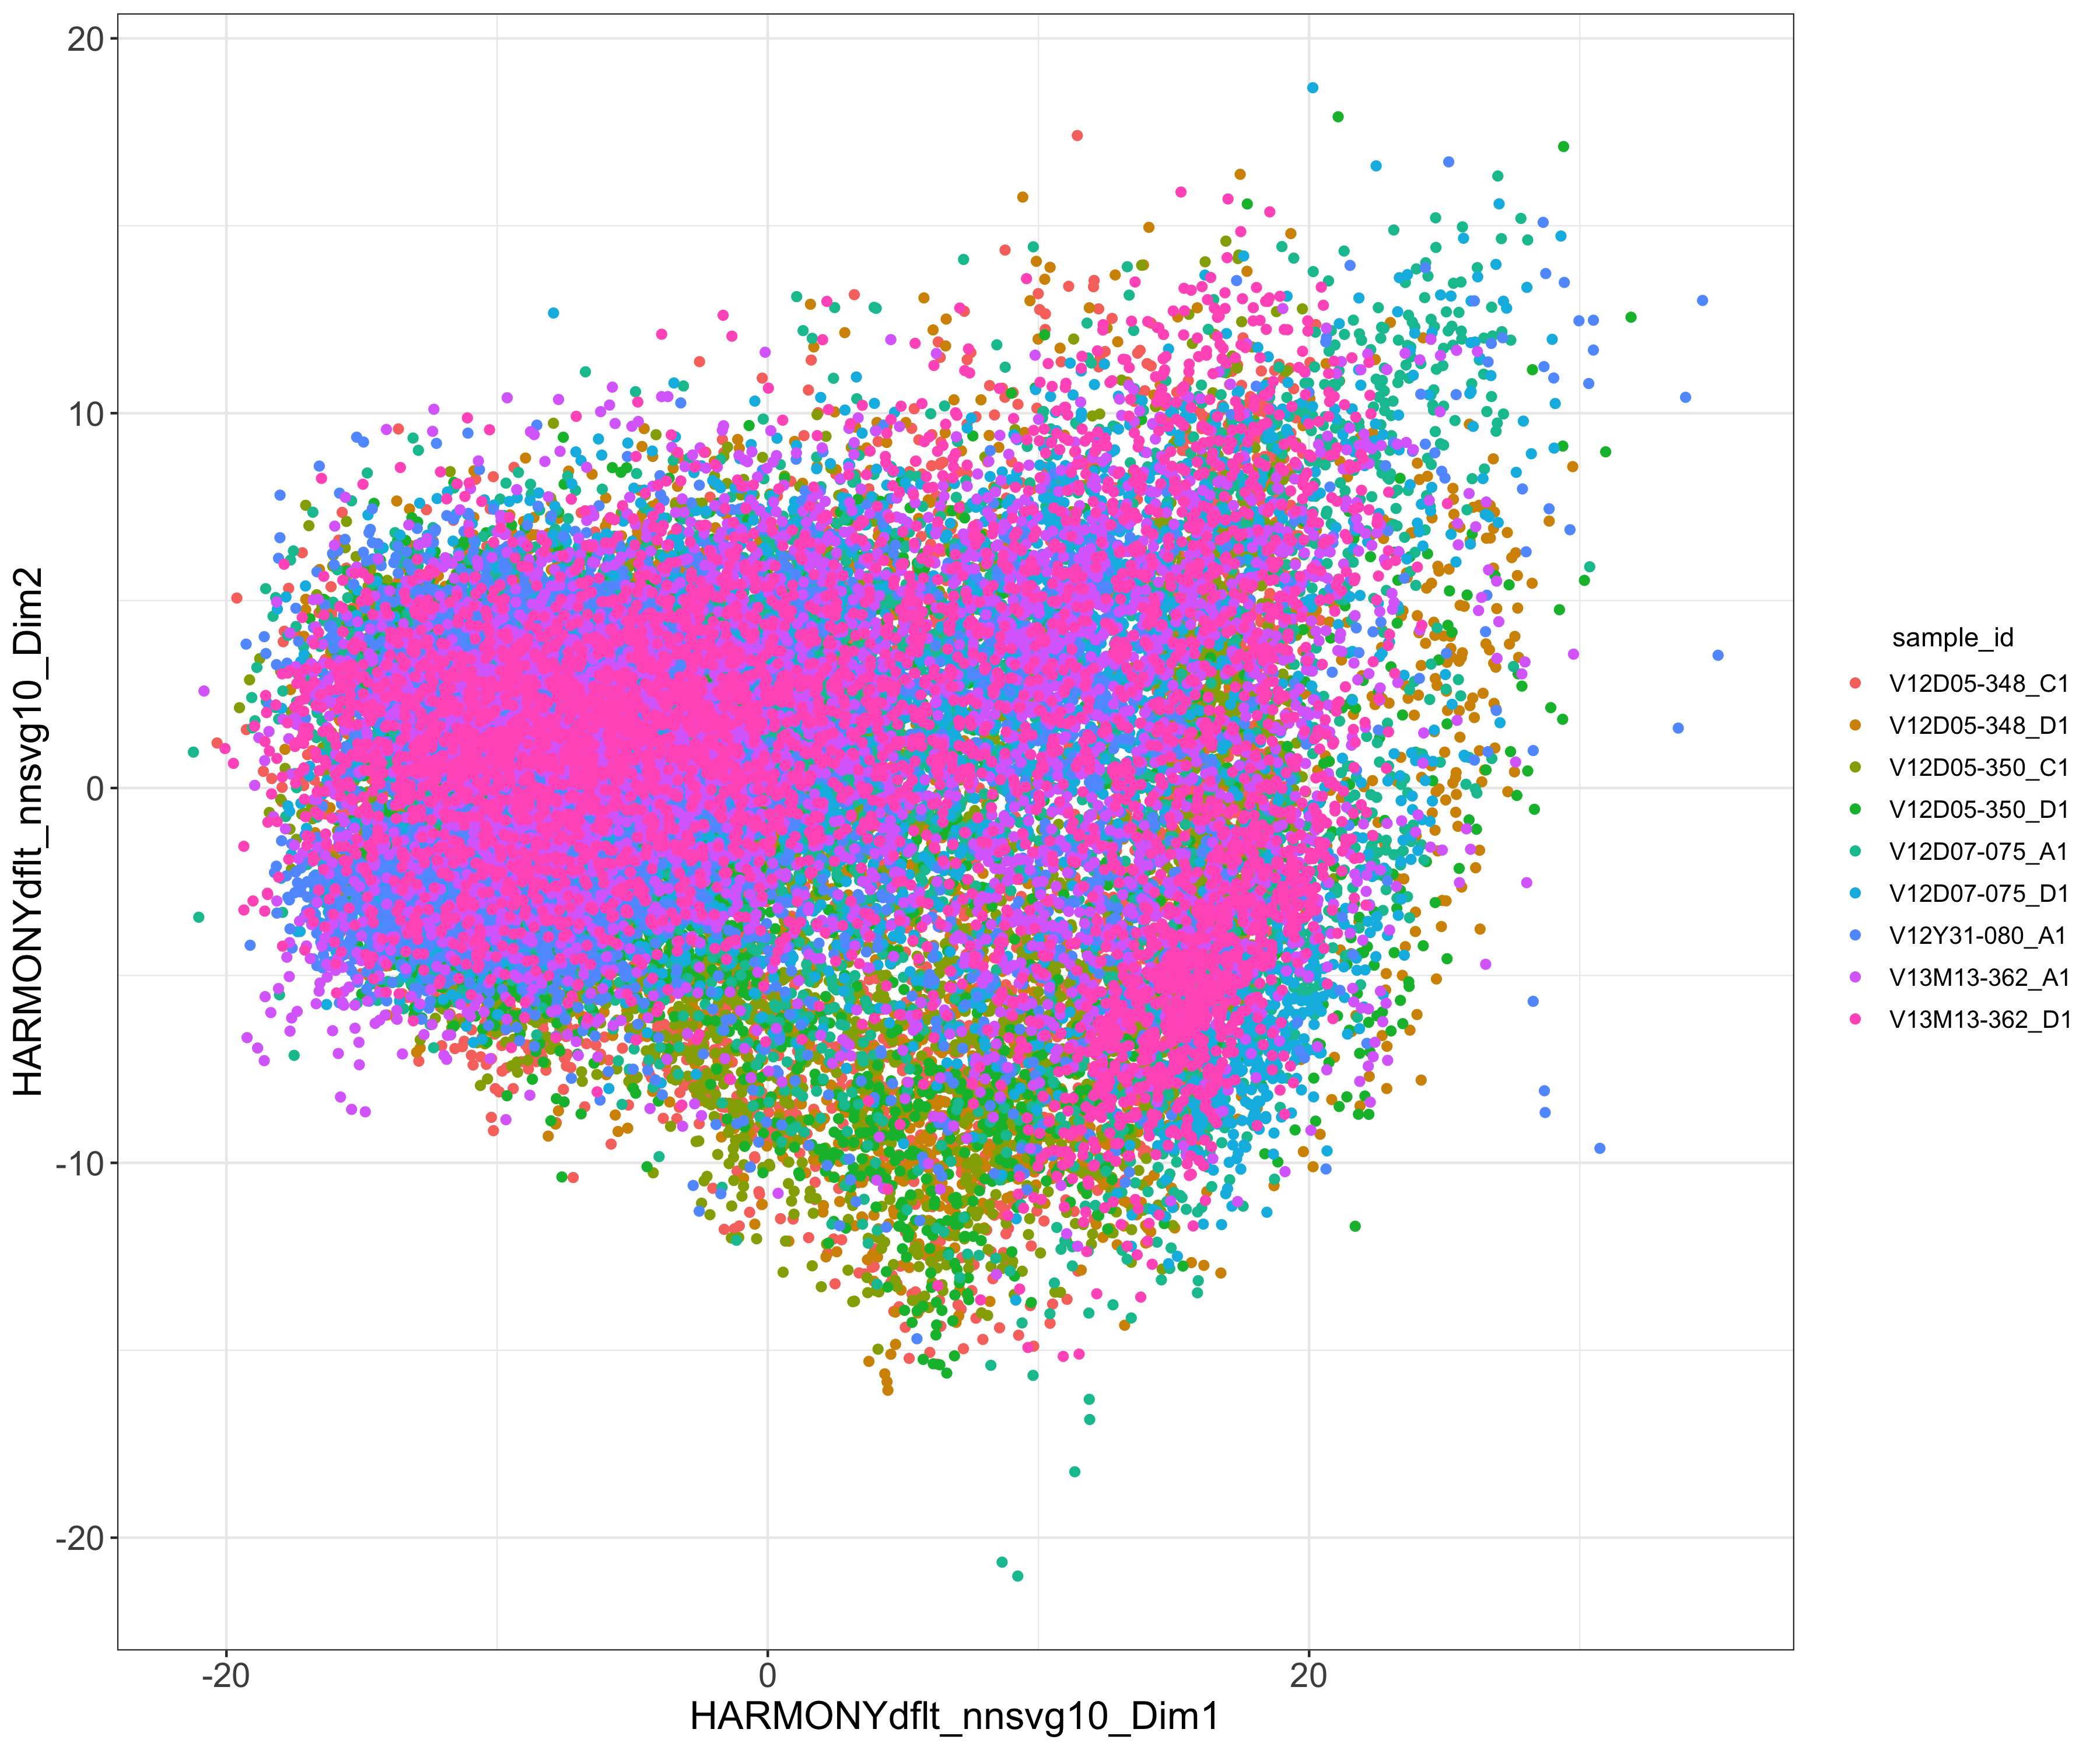 20
10
0
-10
-20
HARMONYdflt_nnsvg10_Dim2
-20
0
20
HARMONYdflt_nnsvg10_Dim1
sample_id
V12D05-348_C1
V12D05-348_D1
V12D05-350_C1
V12D05-350_D1
V12D07-075_A1
V12D07-075_D1
V12Y31-080_A1
V13M13-362_A1
V13M13-362_D1